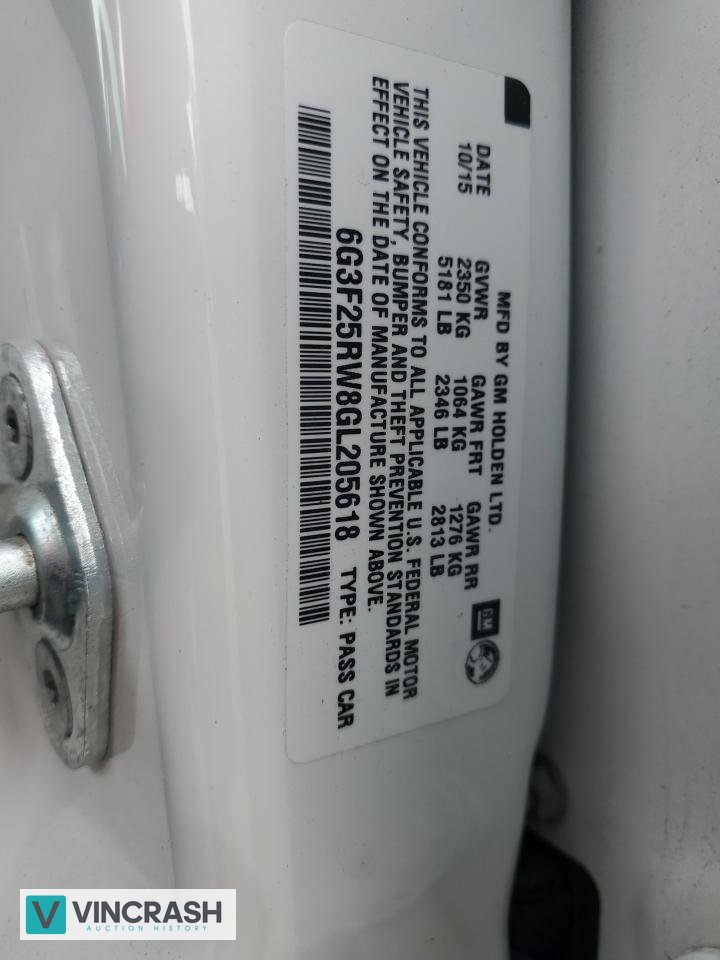 MFD BY GM HOLDEN LTD.
DATE GVWR GAWR FRT GAWR RR
10/15 2350 KG 1064 KG 1276 KG
5181 LB 2346 LB 2813 LB
GM
THIS VEHICLE CONFORMS TO ALL APPLICABLE U.S. FEDERAL MOTOR
VEHICLE SAFETY, BUMPER AND THEFT PREVENTION STANDARDS IN
EFFECT ON THE DATE OF MANUFACTURE SHOWN ABOVE.
6G3F25RW8GL205618 TYPE: PASS CAR
V VINCRASH
AUCTION HISTORY